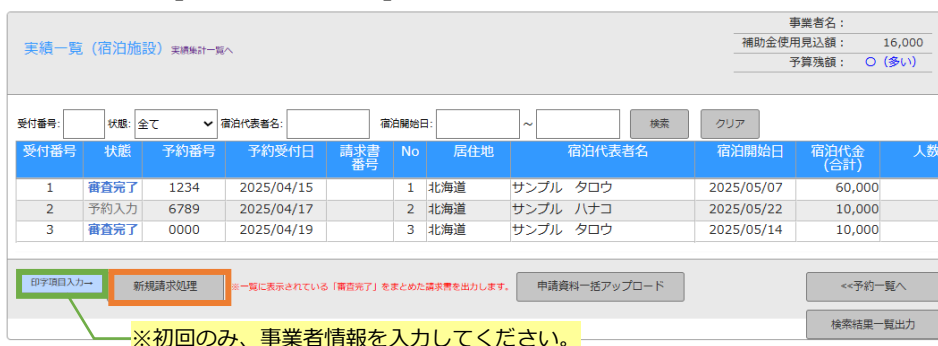 事業者名：
実績一覧（宿泊施設） 実績集計一覧へ
補助金使用見込額： 16,000
予算残額： 〇（多い）
受付番号: 状態: 全て 宿泊代表者名: 宿泊開始日: ～ 検索 クリア
受付番号 状態 予約番号 予約受付日 請求書番号 No 居住地 宿泊代表者名 宿泊開始日 宿泊代金(合計) 人数
1 審査完了 1234 2025/04/15 1 北海道 サンプル タロウ 2025/05/07 60,000
2 予約入力 6789 2025/04/17 2 北海道 サンプル ハナコ 2025/05/22 10,000
3 審査完了 0000 2025/04/19 3 北海道 サンプル タロウ 2025/05/14 10,000
印字項目入力→ 新規請求処理 ※一覧に表示されている「審査完了」をまとめた請求書を出力します。 申請資料一括アップロード <<予約一覧へ
検索結果一覧出力
※初回のみ、事業者情報を入力してください。